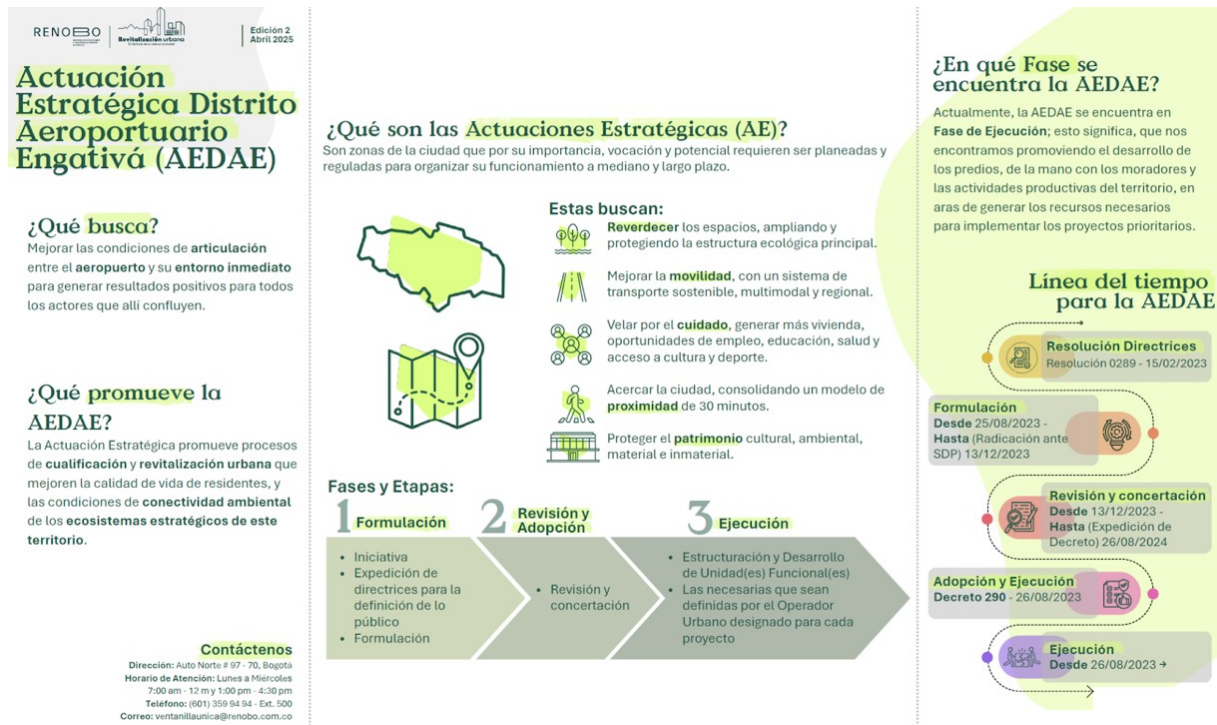 RENOBO
Revitalización urbana
Edición 2
Abril 2025
Actuación
Estratégica Distrito
Aeroportuario
Engativá (AEDAE)
¿Qué busca?
Mejorar las condiciones de articulación
entre el aeropuerto y su entorno inmediato
para generar resultados positivos para todos
los actores que allí confluyen.
¿Qué promueve la
AEDAE?
La Actuación Estratégica promueve procesos
de cualificación y revitalización urbana que
mejoren la calidad de vida de residentes, y
las condiciones de conectividad ambiental
de los ecosistemas estratégicos de este
territorio.
Contáctenos
Dirección: Auto Norte # 97 - 70, Bogotá
Horario de Atención: Lunes a Miércoles
7:00 am - 12 m y 1:00 pm - 4:30 pm
Teléfono: (601) 359 94 94 - Ext. 500
Correo: ventanillaunica@renobo.com.co
¿Qué son las Actuaciones Estratégicas (AE)?
Son zonas de la ciudad que por su importancia, vocación y potencial requieren ser planeadas y
reguladas para organizar su funcionamiento a mediano y largo plazo.
Estas buscan:
Reverdecer los espacios, ampliando y
protegiendo la estructura ecológica principal.
Mejorar la movilidad, con un sistema de
transporte sostenible, multimodal y regional.
Velar por el cuidado, generar más vivienda,
oportunidades de empleo, educación, salud y
acceso a cultura y deporte.
Acercar la ciudad, consolidando un modelo de
proximidad de 30 minutos.
Proteger el patrimonio cultural, ambiental,
material e inmaterial.
Fases y Etapas:
1 Formulación
• Iniciativa
• Expedición de
directrices para la
definición de lo
público
• Formulación
2 Revisión y
Adopción
• Revisión y
concertación
3 Ejecución
• Estructuración y Desarrollo
de Unidad(es) Funcional(es)
• Las necesarias que sean
definidas por el Operador
Urbano designado para cada
proyecto
¿En qué Fase se
encuentra la AEDAE?
Actualmente, la AEDAE se encuentra en
Fase de Ejecución; esto significa, que nos
encontramos promoviendo el desarrollo de
los predios, de la mano con los moradores y
las actividades productivas del territorio, en
aras de generar los recursos necesarios
para implementar los proyectos prioritarios.
Línea del tiempo
para la AEDAE
Resolución Directrices
Resolución 0289 - 15/02/2023
Formulación
Desde 25/08/2023 -
Hasta (Radicación ante
SDP) 13/12/2023
Revisión y concertación
Desde 13/12/2023 -
Hasta (Expedición de
Decreto) 26/08/2024
Adopción y Ejecución
Decreto 290 - 26/08/2023
Ejecución
Desde 26/08/2023 →